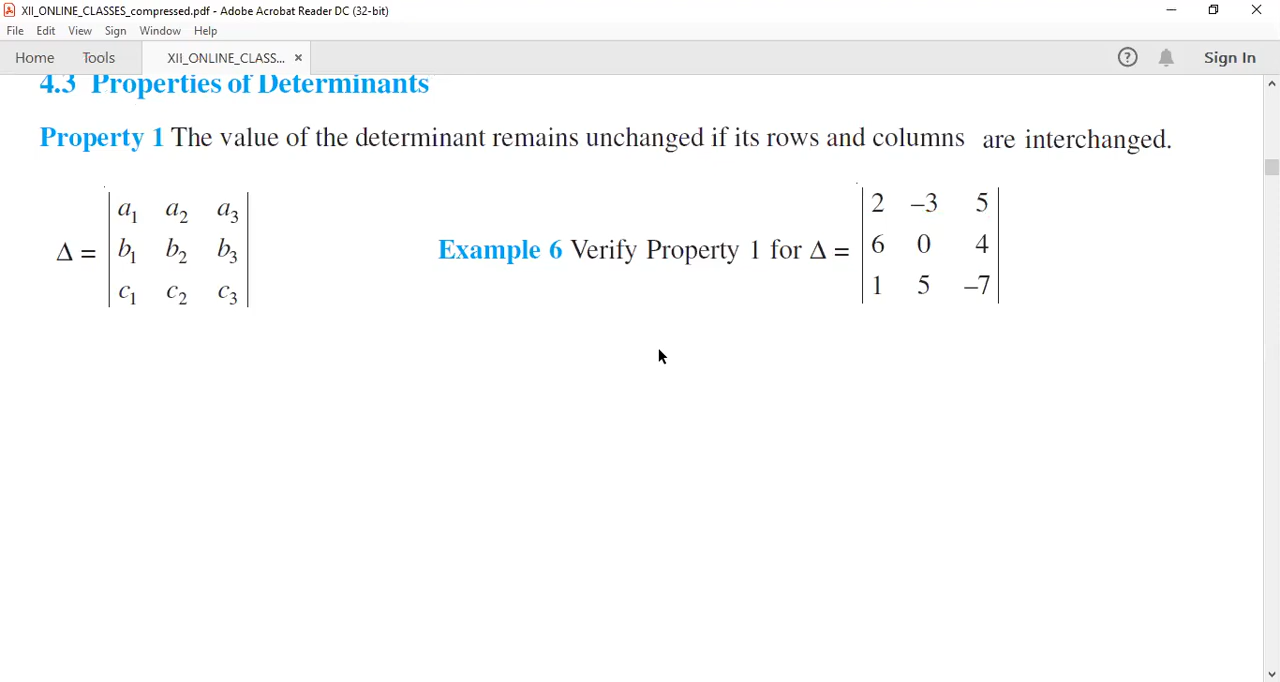 XII_ONLINE_CLASSES_compressed.pdf - Adobe Acrobat Reader DC (32-bit)
File Edit View Sign Window Help
Home Tools XII_ONLINE_CLASS... × Sign In
4.3 Properties of Determinants
Property 1 The value of the determinant remains unchanged if its rows and columns are interchanged.
a₁ a₂ a₃
Δ = b₁ b₂ b₃
c₁ c₂ c₃
2 –3 5
Example 6 Verify Property 1 for Δ = 6 0 4
1 5 –7